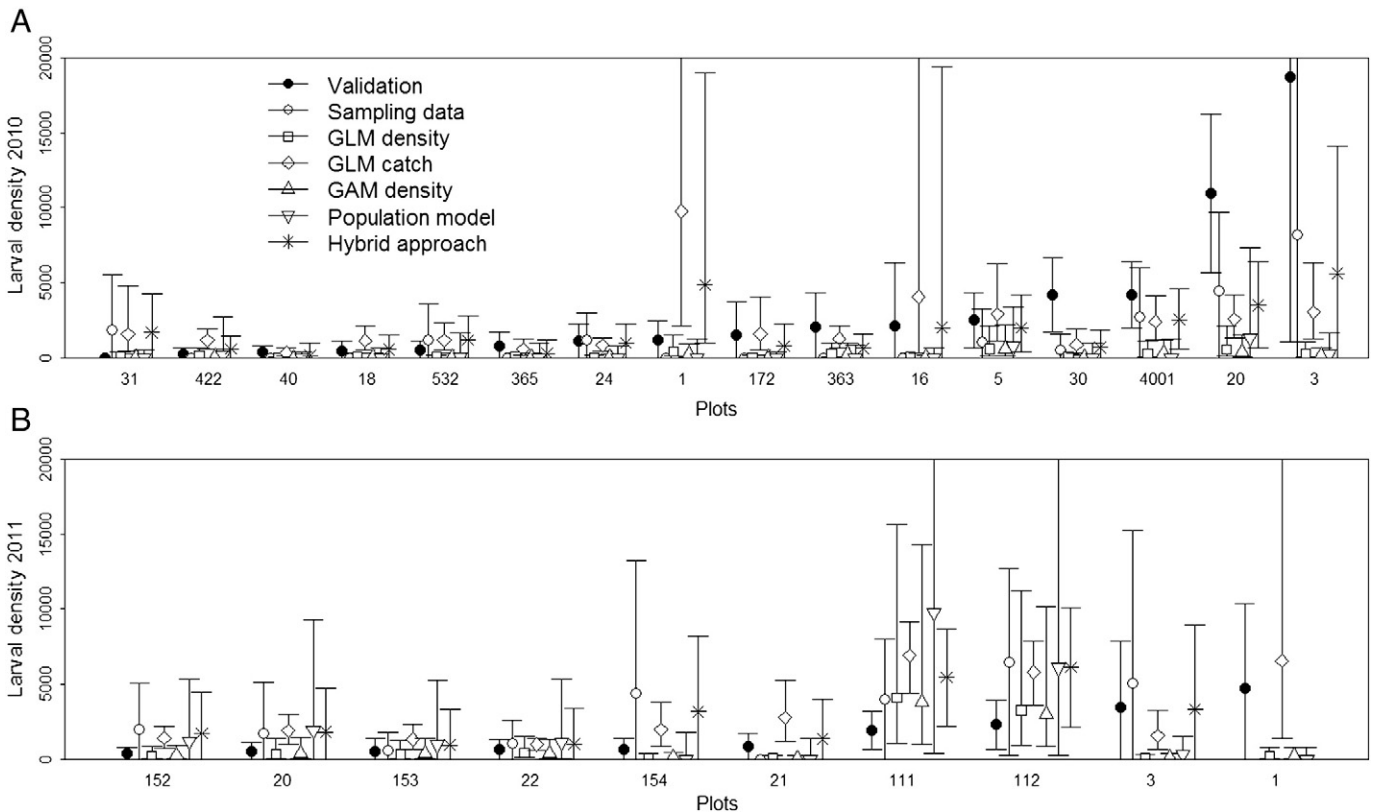 A
Larval density 2010
20000
15000
10000
5000
0
Validation
Sampling data
GLM density
GLM catch
GAM density
Population model
Hybrid approach
31 422 40 18 532 365 24 1 172 363 16 5 30 4001 20 3
Plots
B
Larval density 2011
20000
15000
10000
5000
0
152 20 153 22 154 21 111 112 3 1
Plots